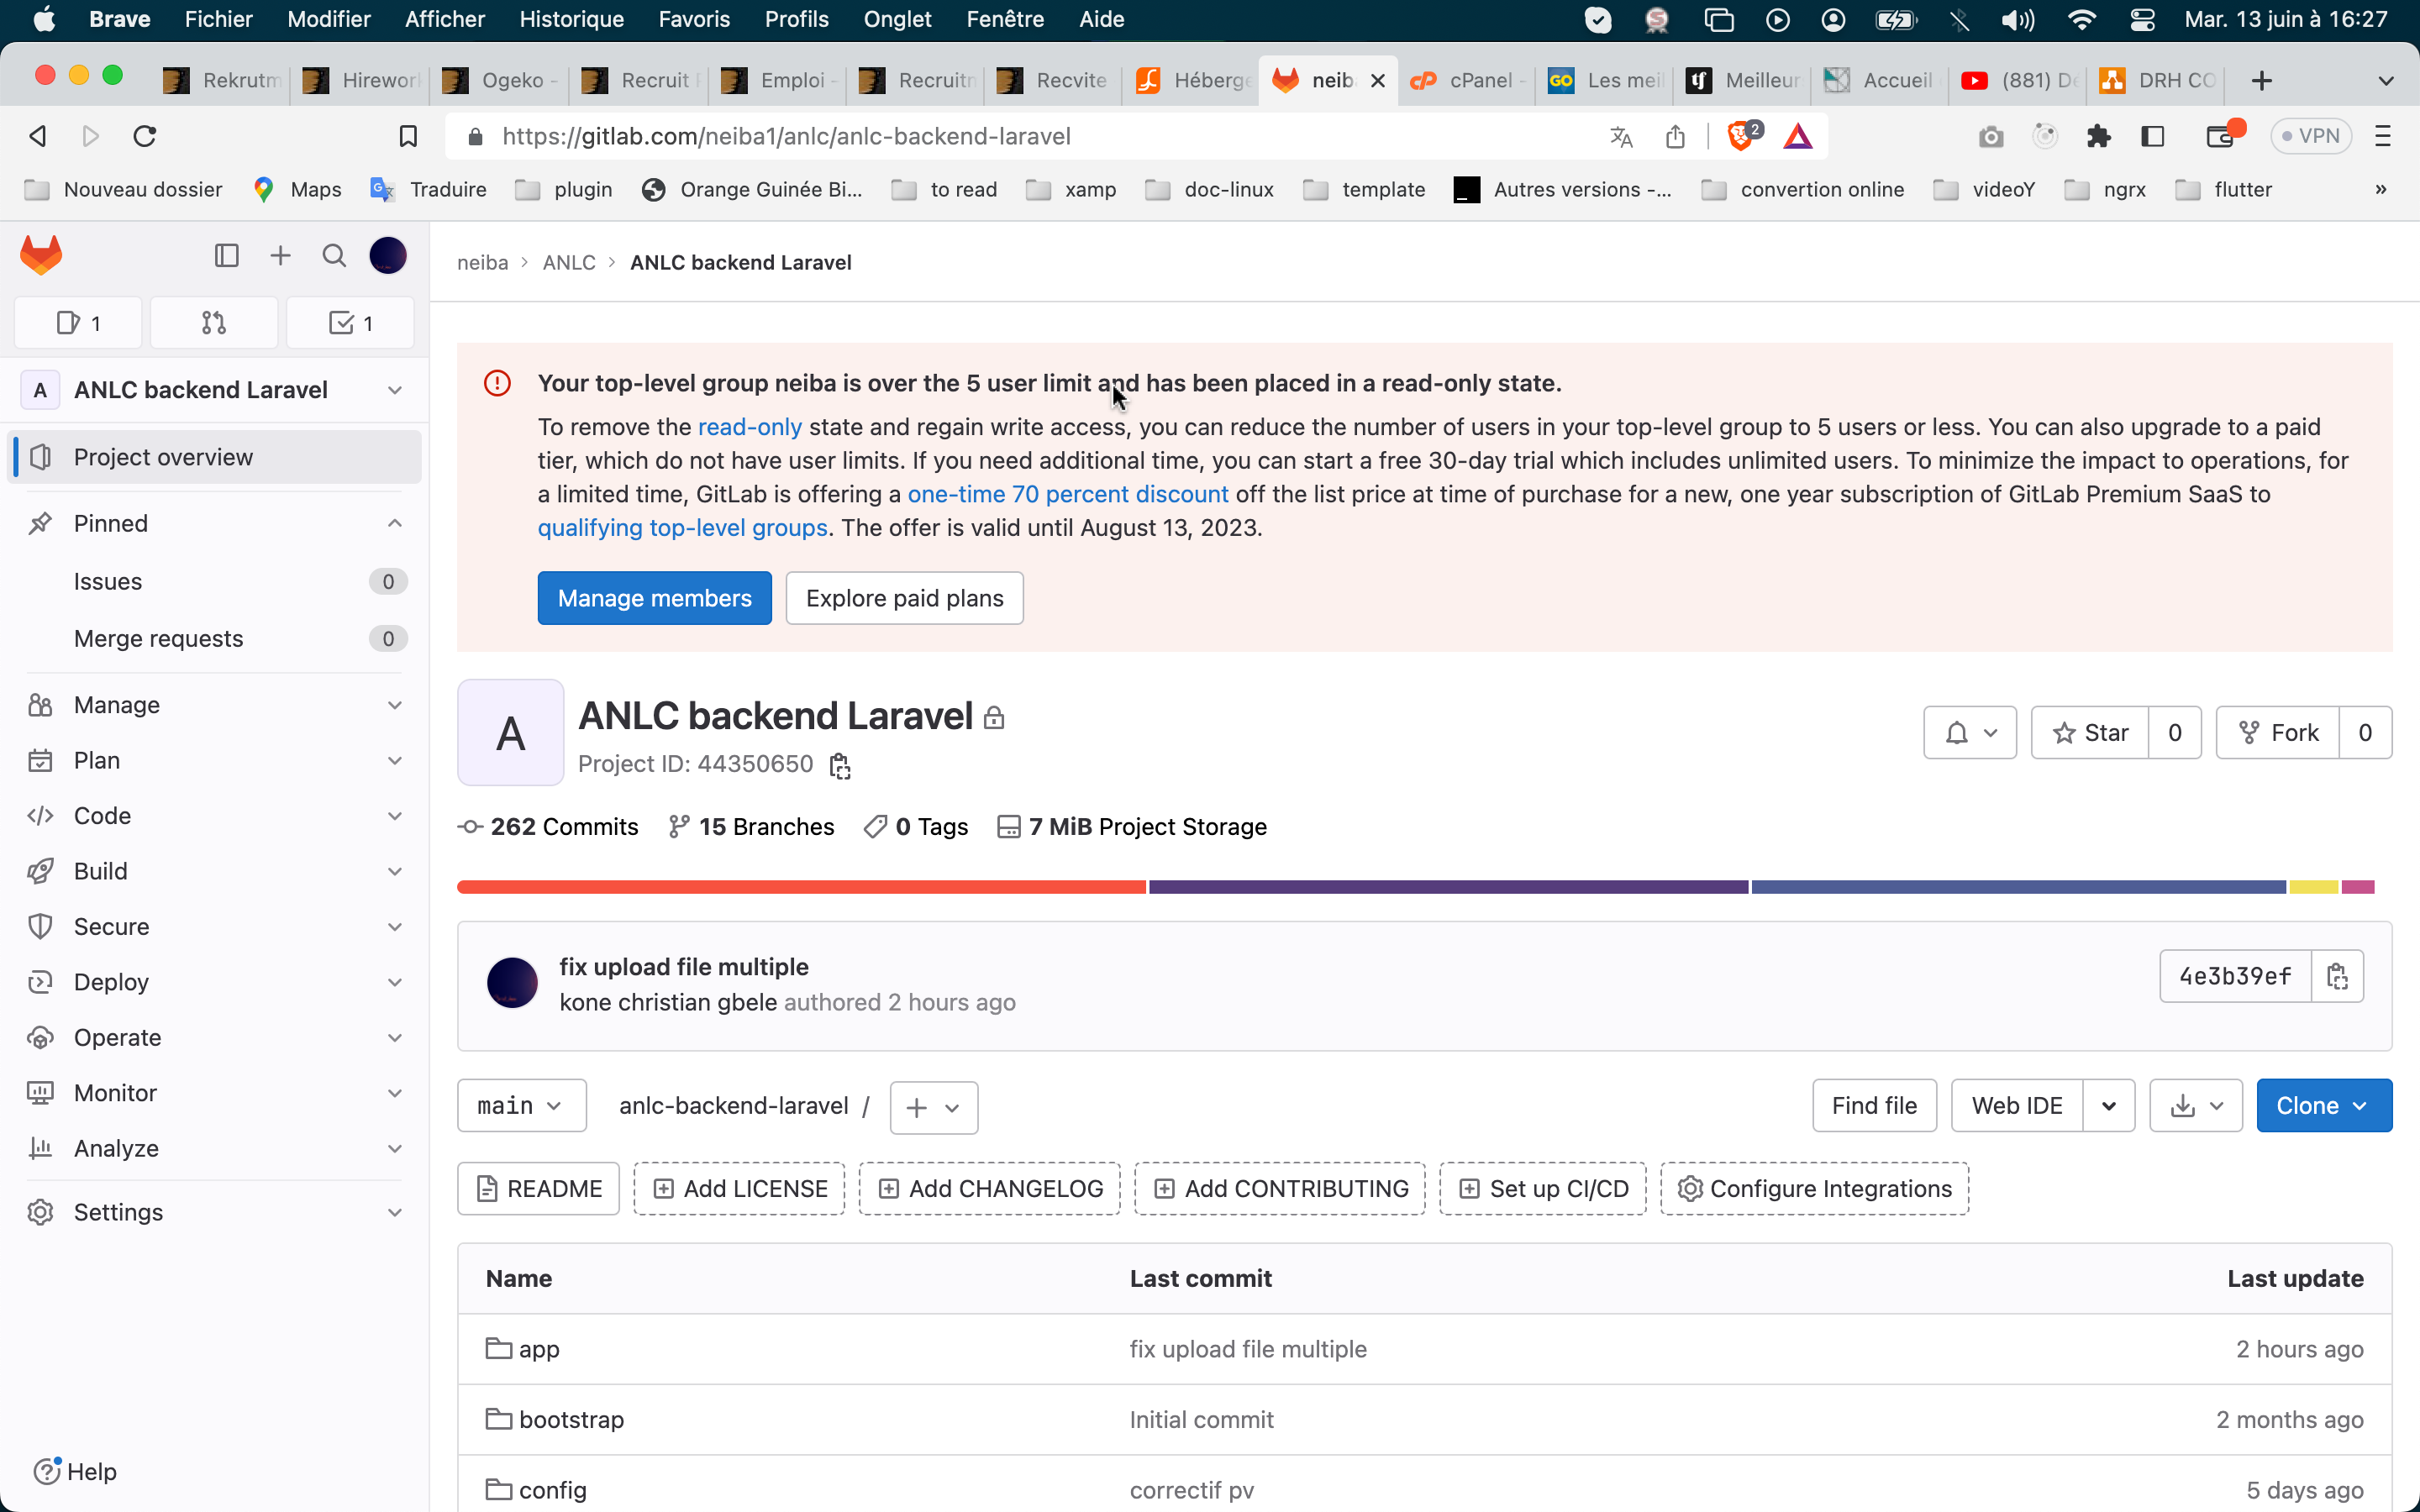 Brave Fichier Modifier Afficher Historique Favoris Profils Onglet Fenêtre Aide Mar. 13 juin à 16:27
Rekrutm Hirework Ogeko - Recruit Emploi - Recruitn Recvite Héberge neib cPanel - Les meil Meilleur Accueil (881) De DRH CO
https://gitlab.com/neiba1/anlc/anlc-backend-laravel 2 VPN
Nouveau dossier Maps Traduire plugin Orange Guinée Bi... to read xamp doc-linux template Autres versions -... convertion online videoY ngrx flutter »
neiba > ANLC > ANLC backend Laravel
1 1
A ANLC backend Laravel
Project overview
Pinned
Issues 0
Merge requests 0
Manage
Plan
Code
Build
Secure
Deploy
Operate
Monitor
Analyze
Settings
Help
Your top-level group neiba is over the 5 user limit and has been placed in a read-only state.
To remove the read-only state and regain write access, you can reduce the number of users in your top-level group to 5 users or less. You can also upgrade to a paid
tier, which do not have user limits. If you need additional time, you can start a free 30-day trial which includes unlimited users. To minimize the impact to operations, for
a limited time, GitLab is offering a one-time 70 percent discount off the list price at time of purchase for a new, one year subscription of GitLab Premium SaaS to
qualifying top-level groups. The offer is valid until August 13, 2023.
Manage members Explore paid plans
A
ANLC backend Laravel
Project ID: 44350650
Star 0 Fork 0
262 Commits 15 Branches 0 Tags 7 MiB Project Storage
fix upload file multiple
kone christian gbele authored 2 hours ago
4e3b39ef
main anlc-backend-laravel / Find file Web IDE Clone
README Add LICENSE Add CHANGELOG Add CONTRIBUTING Set up CI/CD Configure Integrations
Name Last commit Last update
app fix upload file multiple 2 hours ago
bootstrap Initial commit 2 months ago
config correctif pv 5 days ago